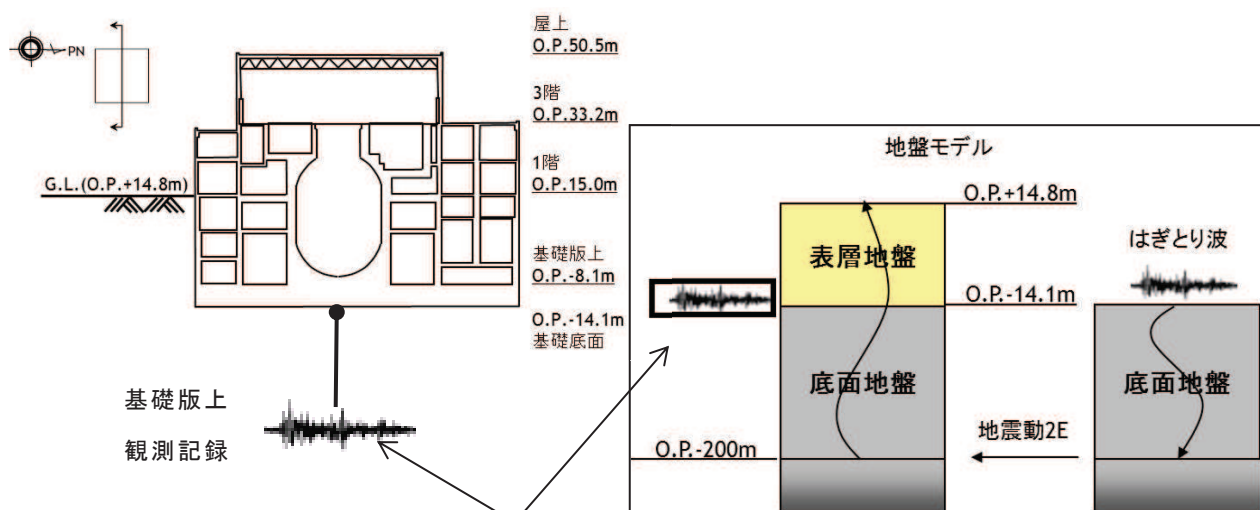 PN
屋上
O.P.50.5m
3階
O.P.33.2m
1階
O.P.15.0m
基礎版上
O.P.-8.1m
O.P.-14.1m
基礎底面
G.L.(O.P.+14.8m)
基礎版上
観測記録
地盤モデル
O.P.+14.8m
表層地盤
はぎとり波
O.P.-14.1m
底面地盤
底面地盤
地震動2E
O.P.-200m